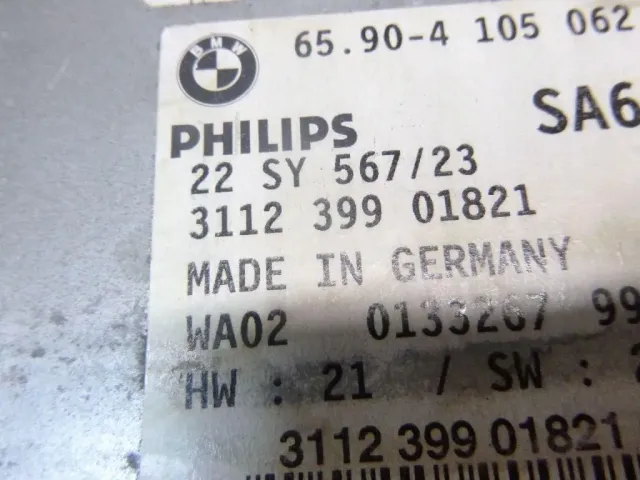 BMW
65.90-4 105 062
SA6
PHILIPS
22 SY 567/23
3112 399 01821
MADE IN GERMANY
WA02 0133267 99
HW : 21 / SW :
3112 399 01821